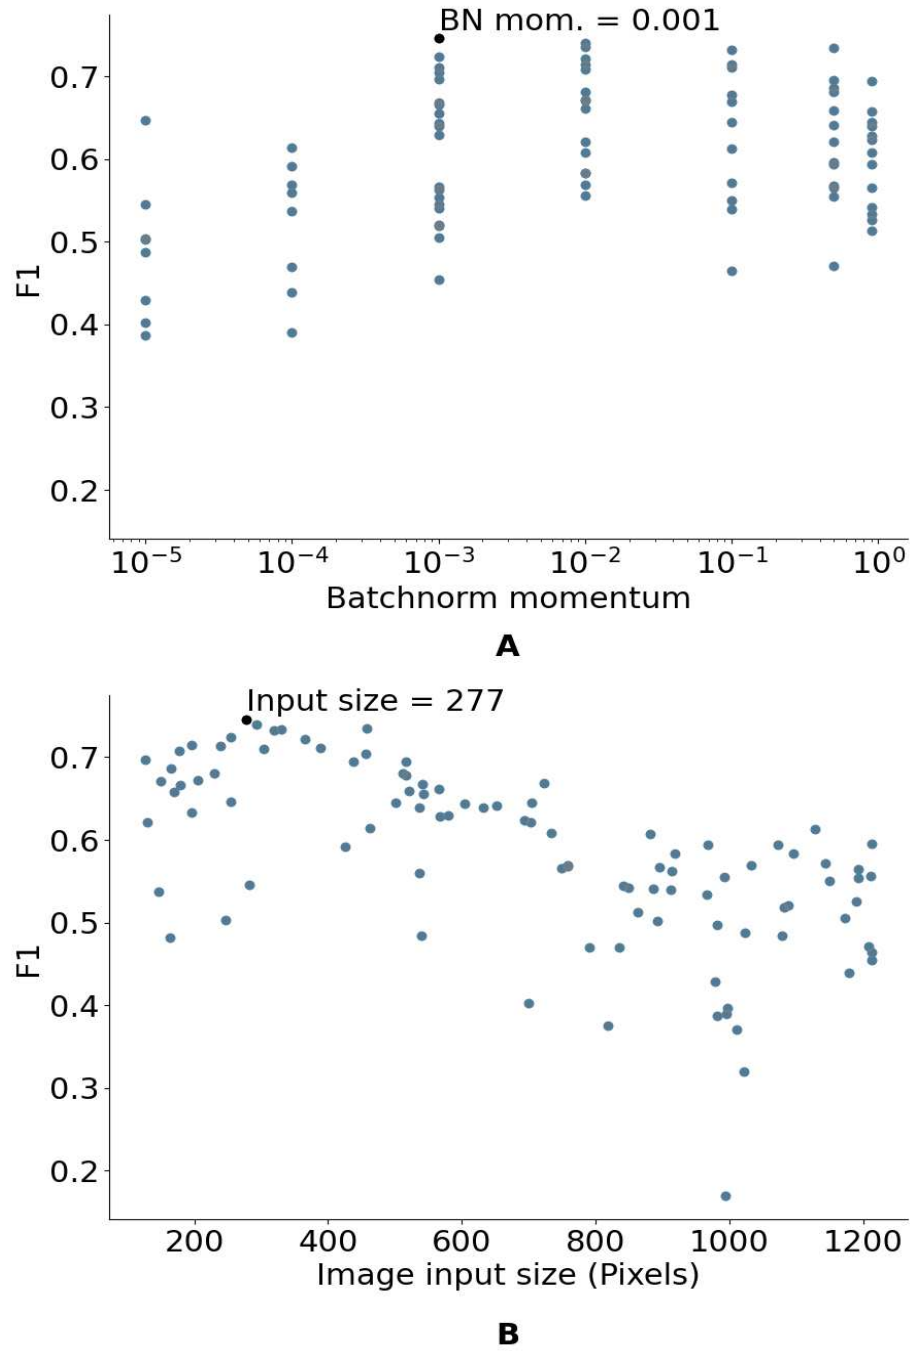 BN mom. = 0.001
0.7
0.6
0.5
0.4
0.3
0.2
F1
10⁻⁵ 10⁻⁴ 10⁻³ 10⁻² 10⁻¹ 10⁰
Batchnorm momentum
A
Input size = 277
0.7
0.6
0.5
0.4
0.3
0.2
F1
200 400 600 800 1000 1200
Image input size (Pixels)
B